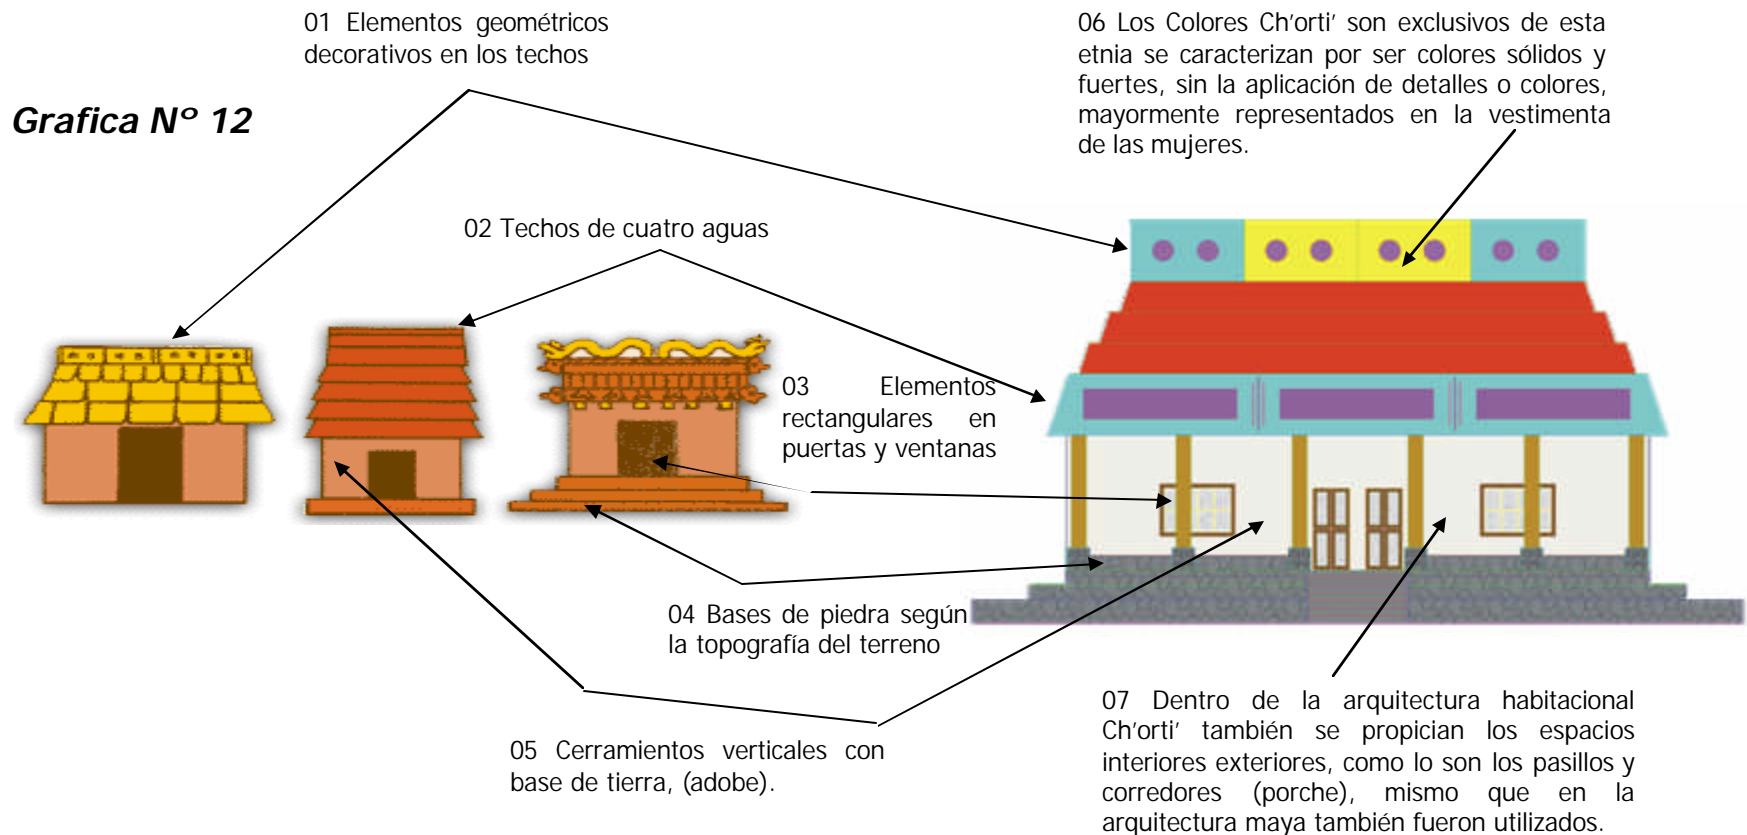 01 Elementos geométricos
decorativos en los techos
06 Los Colores Ch’orti’ son exclusivos de esta
etnia se caracterizan por ser colores sólidos y
fuertes, sin la aplicación de detalles o colores,
mayormente representados en la vestimenta
de las mujeres.
Grafica Nº 12
02 Techos de cuatro aguas
03 Elementos
rectangulares en
puertas y ventanas
04 Bases de piedra según
la topografía del terreno
05 Cerramientos verticales con
base de tierra, (adobe).
07 Dentro de la arquitectura habitacional
Ch’orti’ también se propician los espacios
interiores exteriores, como lo son los pasillos y
corredores (porche), mismo que en la
arquitectura maya también fueron utilizados.